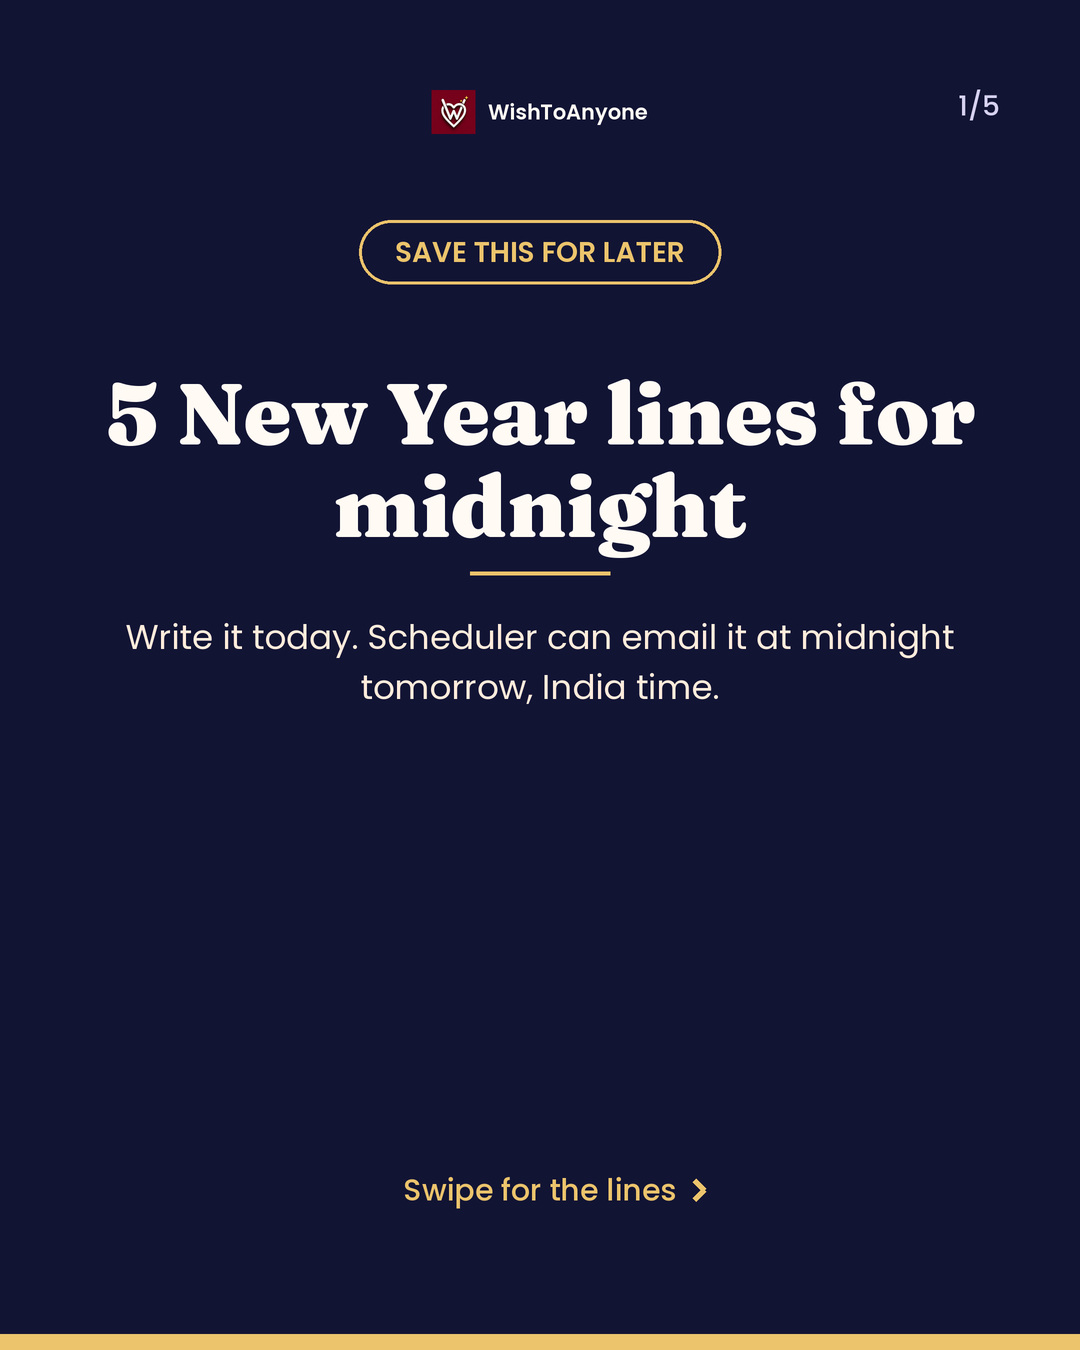 WishToAnyone
1/5
SAVE THIS FOR LATER
5 New Year lines for
midnight
Write it today. Scheduler can email it at midnight
tomorrow, India time.
Swipe for the lines